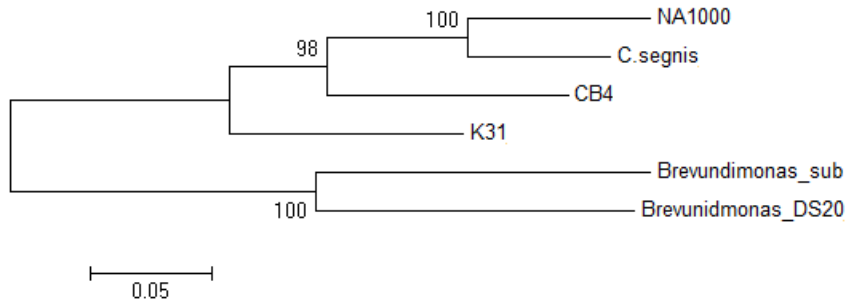 100 NA1000
98 C.segnis
CB4
K31
Brevundimonas_sub
100 Brevunidmonas_DS20
0.05